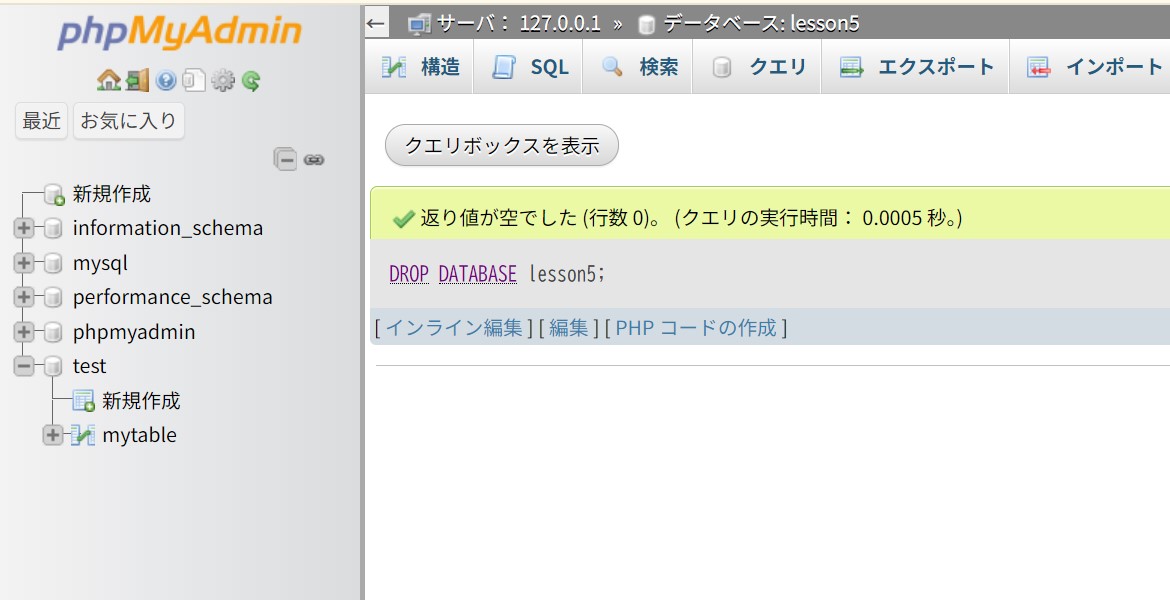 phpMyAdmin
最近 お気に入り
新規作成
information_schema
mysql
performance_schema
phpmyadmin
test
新規作成
mytable
← サーバ: 127.0.0.1 » データベース: lesson5
構造 SQL 検索 クエリ エクスポート インポート
クエリボックスを表示
返り値が空でした (行数 0)。 (クエリの実行時間: 0.0005 秒。)
DROP DATABASE lesson5;
[ インライン編集 ] [ 編集 ] [ PHP コードの作成 ]